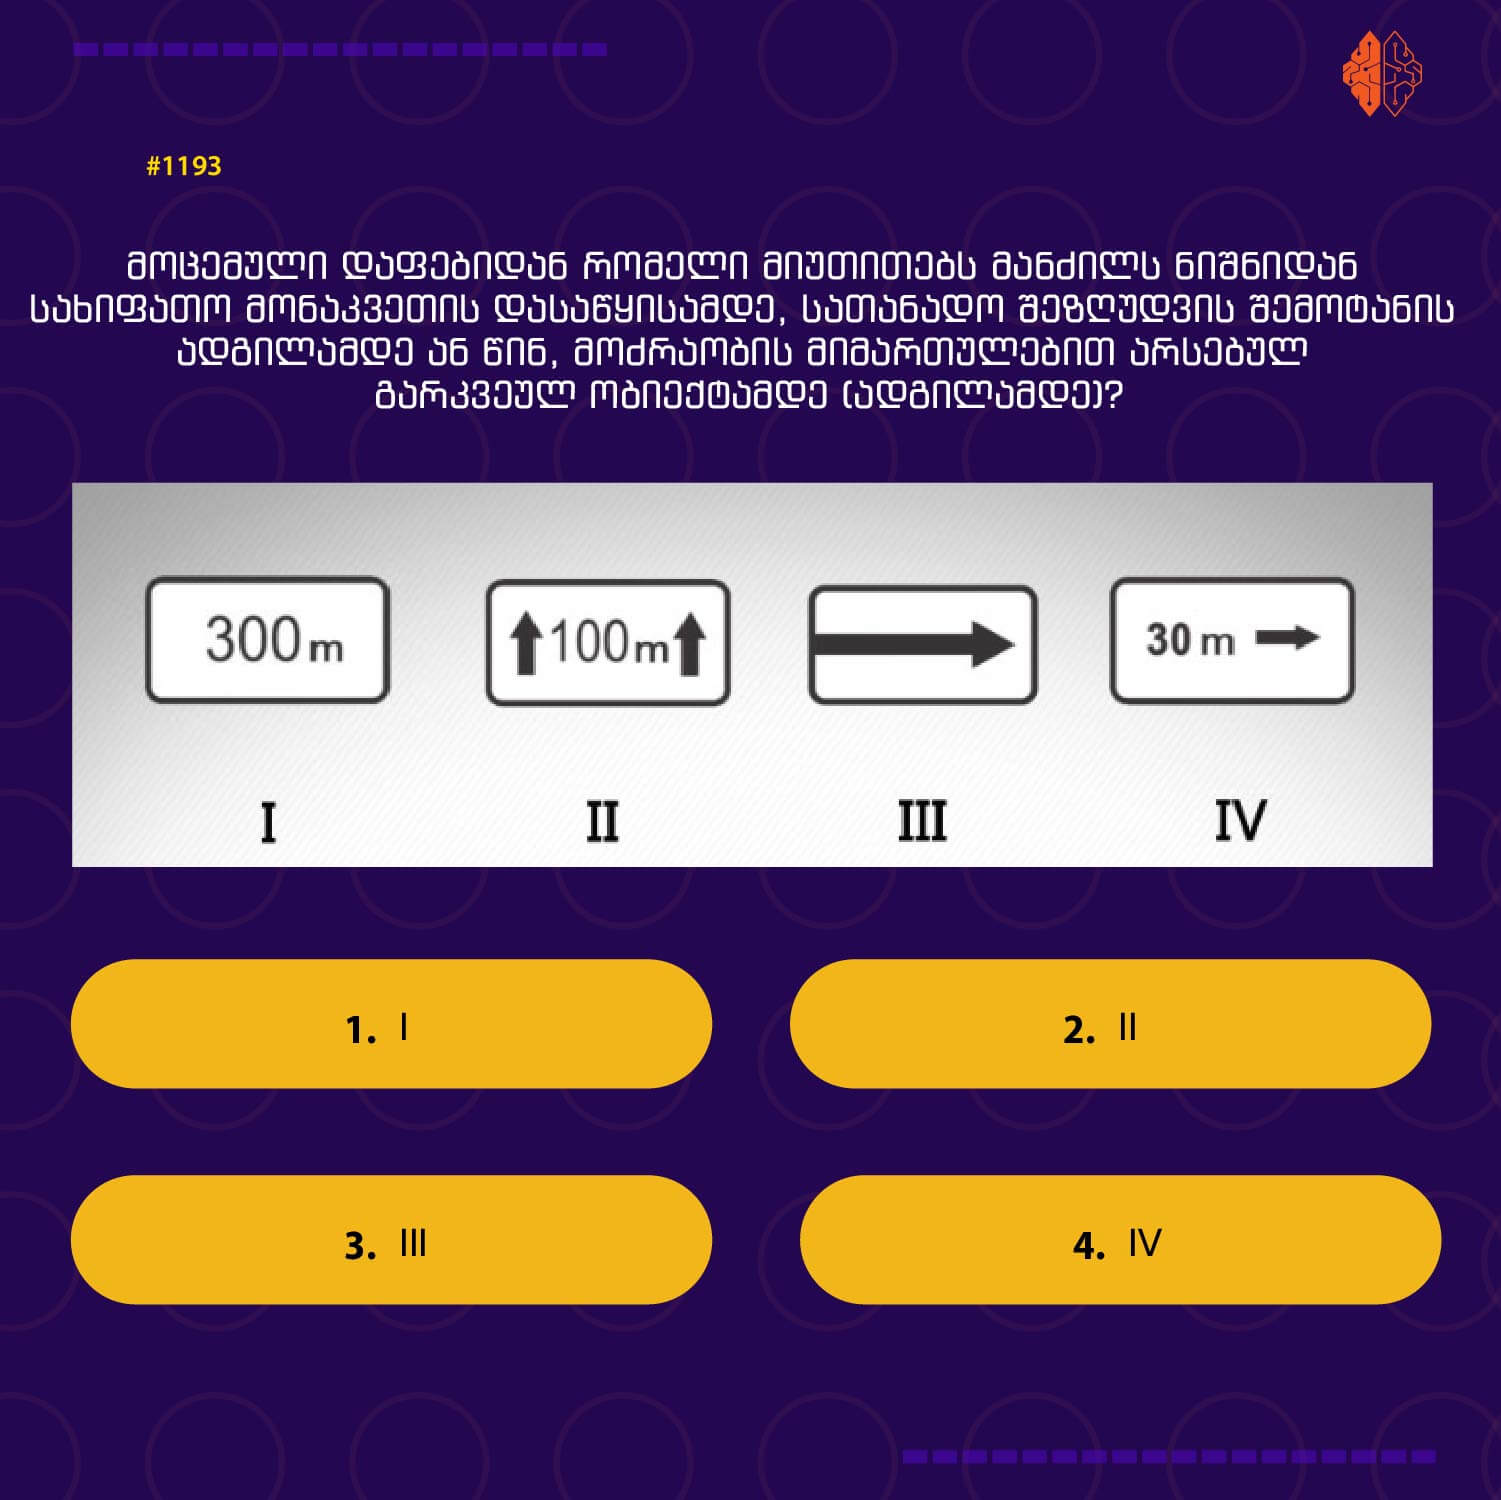 #1193
მოცემული დაფებიდან რომელი მიუთითებს მანძილს ნიშნიდან
სახიფათო მონაკვეთის დასაწყისამდე, სათანადო შეზღუდვის შემოტანის
ადგილამდე ან წინ, მოძრაობის მიმართულებით არსებულ
გარკვეულ ობიექტამდე (ადგილამდე)?
300 m
100 m
30 m
I II III IV
1. I
2. II
3. III
4. IV